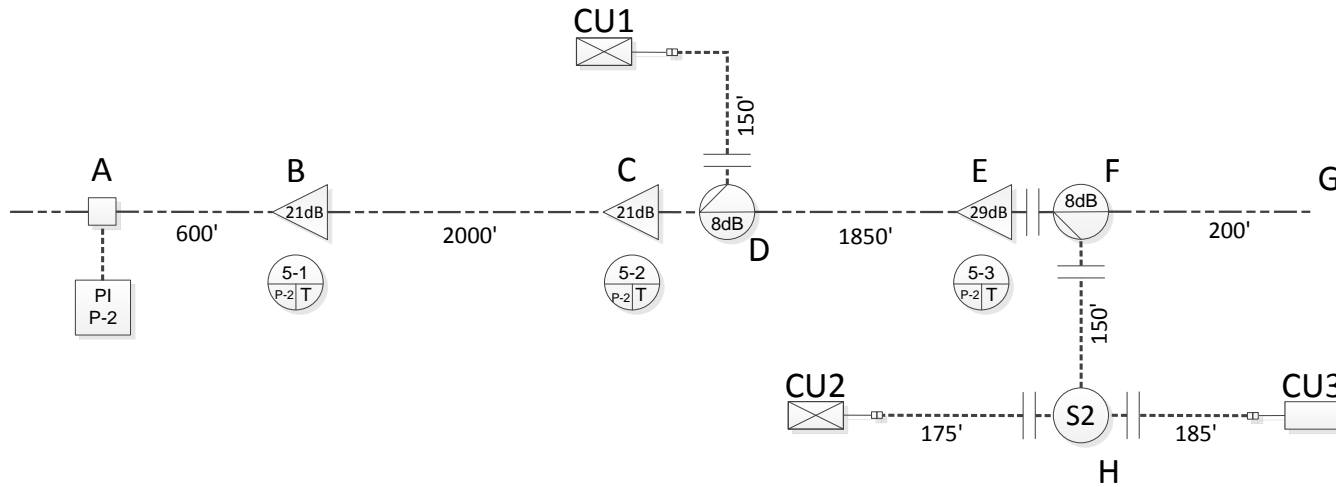 CU1
150'
A
B
C
E
F
G
21dB
21dB
8dB
29dB
8dB
D
600'
2000'
1850'
200'
PI
P-2
5-1
P-2 T
5-2
P-2 T
5-3
P-2 T
150'
CU2
CU3
S2
175'
185'
H